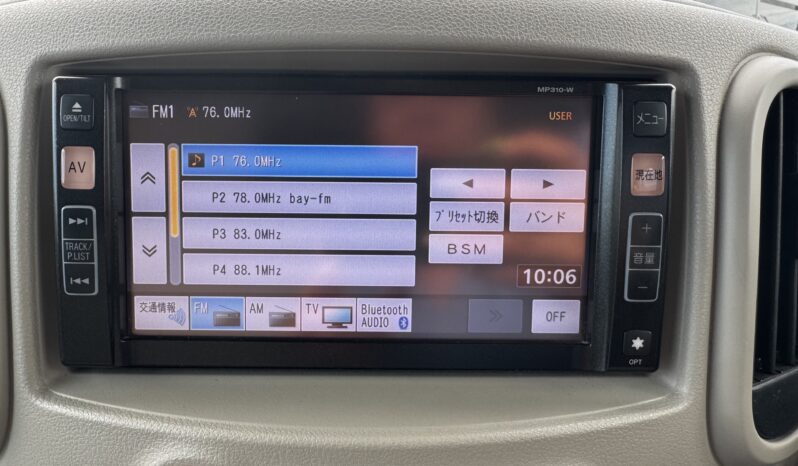 MP310-W
OPEN/TILT
AV
TRACK/
P.LIST
FM1 76.0MHz
USER
P1 76.0MHz
P2 78.0MHz bay-fm
P3 83.0MHz
P4 88.1MHz
プリセット切換
バンド
BSM
10:06
交通情報
FM
AM
TV
Bluetooth
AUDIO
OFF
メニュー
現在地
+
音量
−
OPT